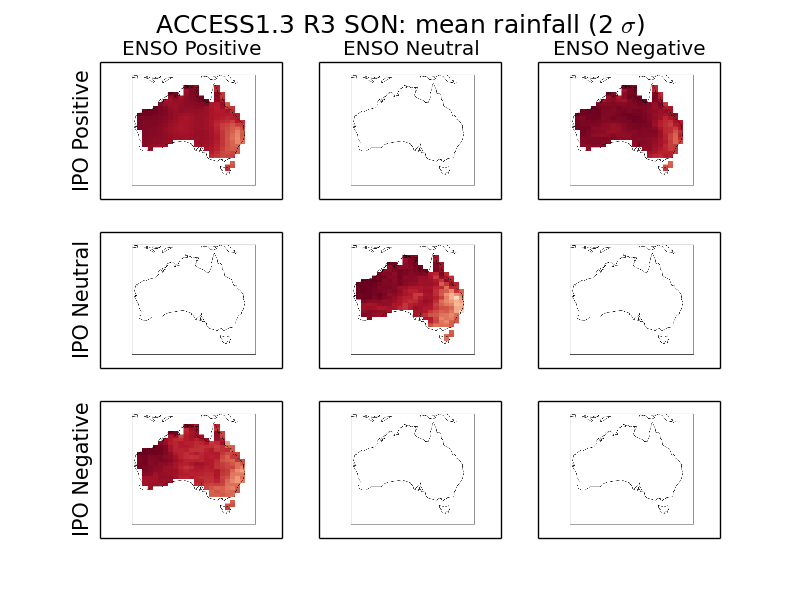 ACCESS1.3 R3 SON: mean rainfall (2 σ)
ENSO Positive
ENSO Neutral
ENSO Negative
IPO Positive
IPO Neutral
IPO Negative